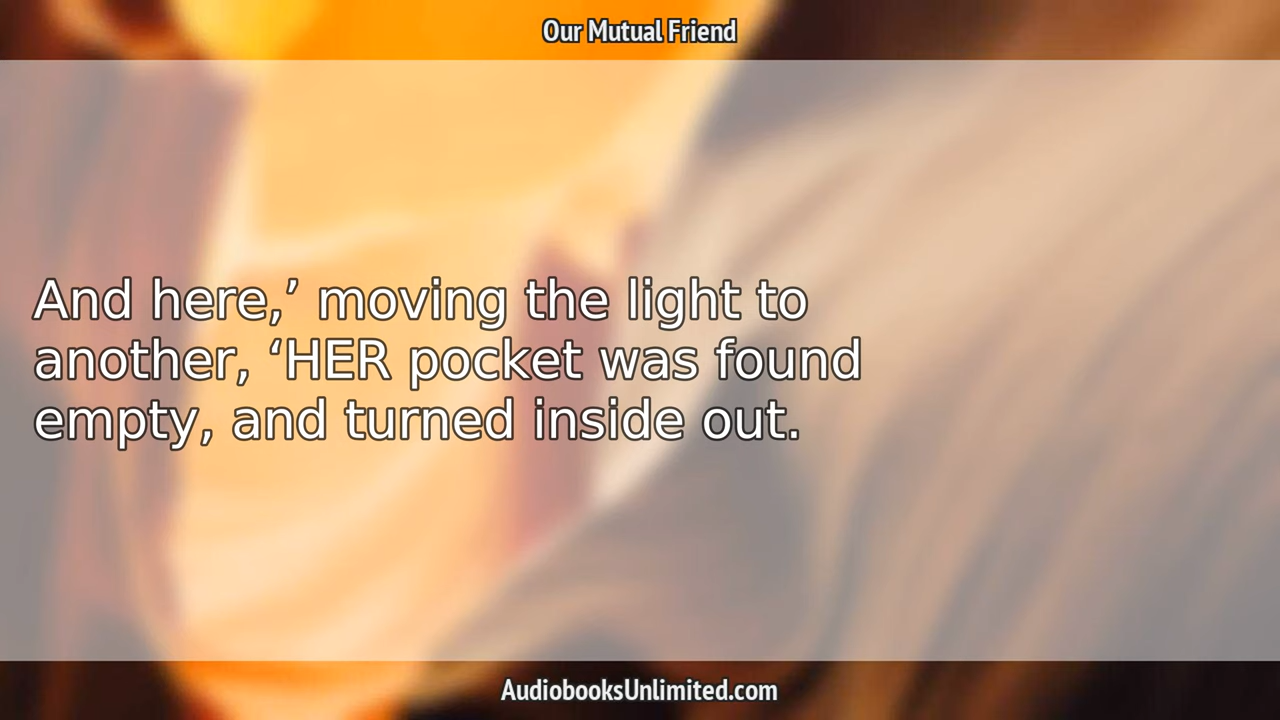 Our Mutual Friend
And here,’ moving the light to
another, ‘HER pocket was found
empty, and turned inside out.
AudiobooksUnlimited.com